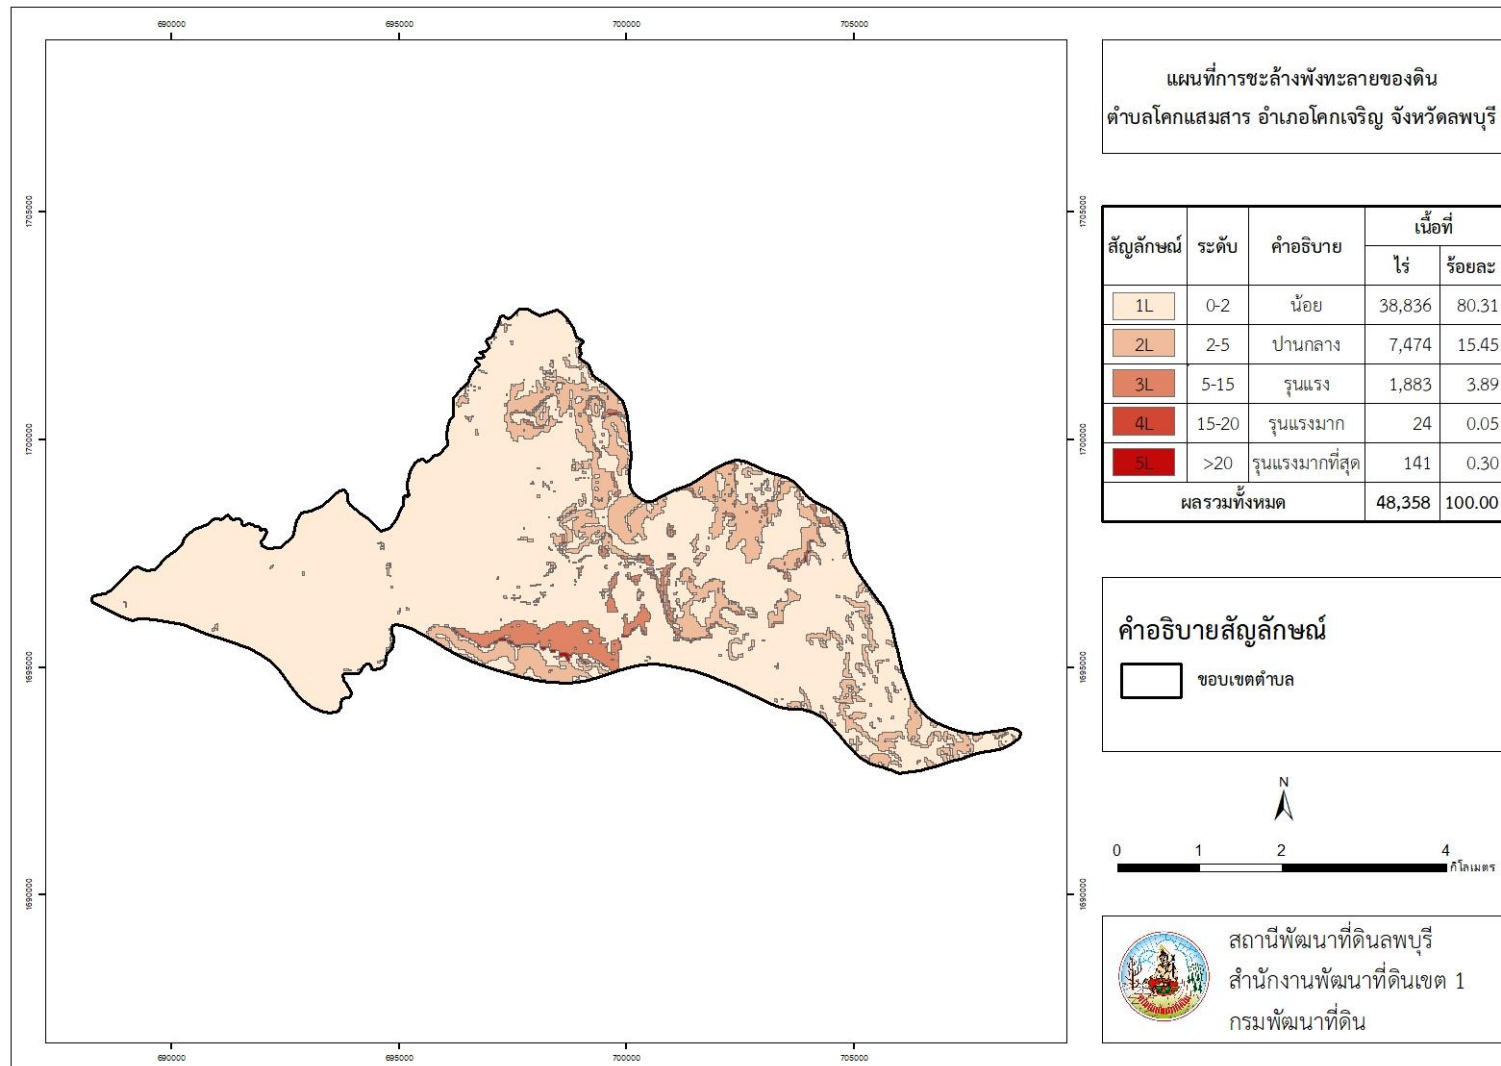 690000
695000
700000
705000
1705000
1700000
1695000
1690000
1705000
1700000
1695000
1690000
690000
695000
700000
705000
แผนที่การชะล้างพังทะลายของดิน
ตำบลโคกแสมสาร อำเภอโคกเจริญ จังหวัดลพบุรี
สัญลักษณ์ ระดับ คำอธิบาย เนื้อที่
ไร่ ร้อยละ
1L 0-2 น้อย 38,836 80.31
2L 2-5 ปานกลาง 7,474 15.45
3L 5-15 รุนแรง 1,883 3.89
4L 15-20 รุนแรงมาก 24 0.05
5L >20 รุนแรงมากที่สุด 141 0.30
ผลรวมทั้งหมด 48,358 100.00
คำอธิบายสัญลักษณ์
ขอบเขตตำบล
N
0 1 2 4
กิโลเมตร
สถานีพัฒนาที่ดินลพบุรี
สำนักงานพัฒนาที่ดินเขต 1
กรมพัฒนาที่ดิน